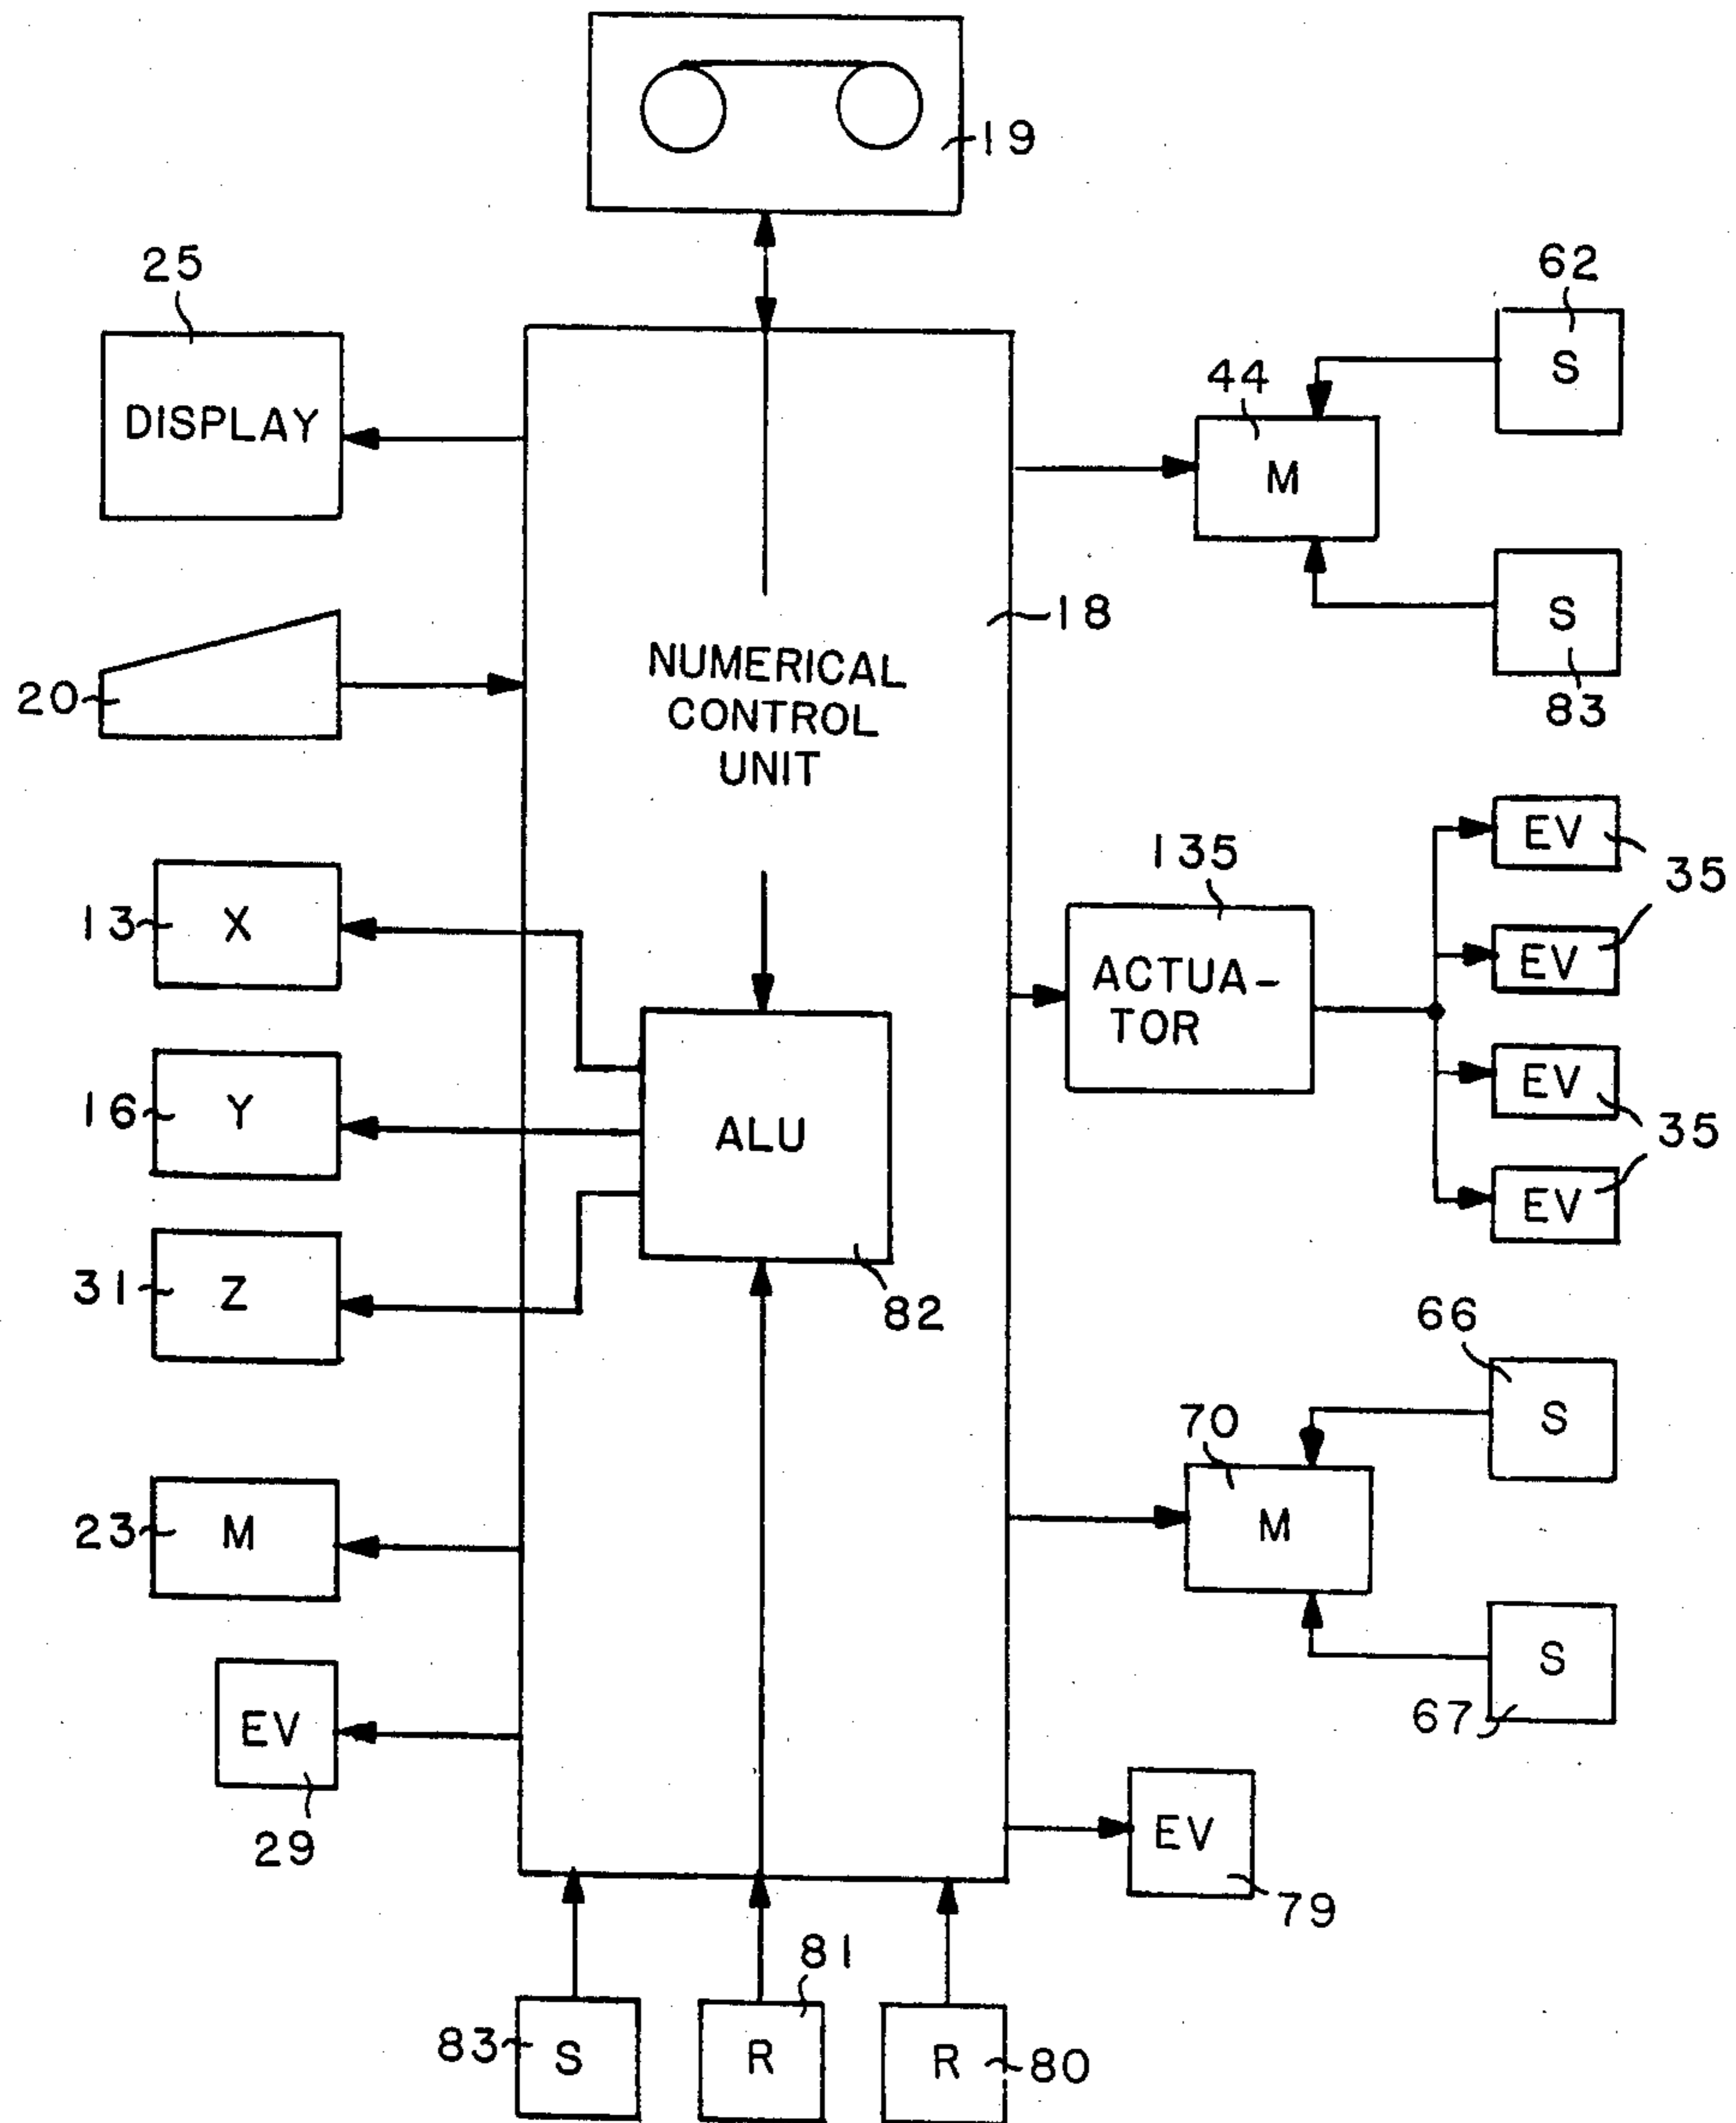 19
25
62
DISPLAY
44
S
M
S
83
18
20
NUMERICAL
CONTROL
UNIT
135
EV
35
13
X
EV
ACTUA-
TOR
16
Y
ALU
EV
35
EV
31
Z
82
66
S
70
23
M
M
S
67
EV
29
EV
79
81
83
S
R
R
80